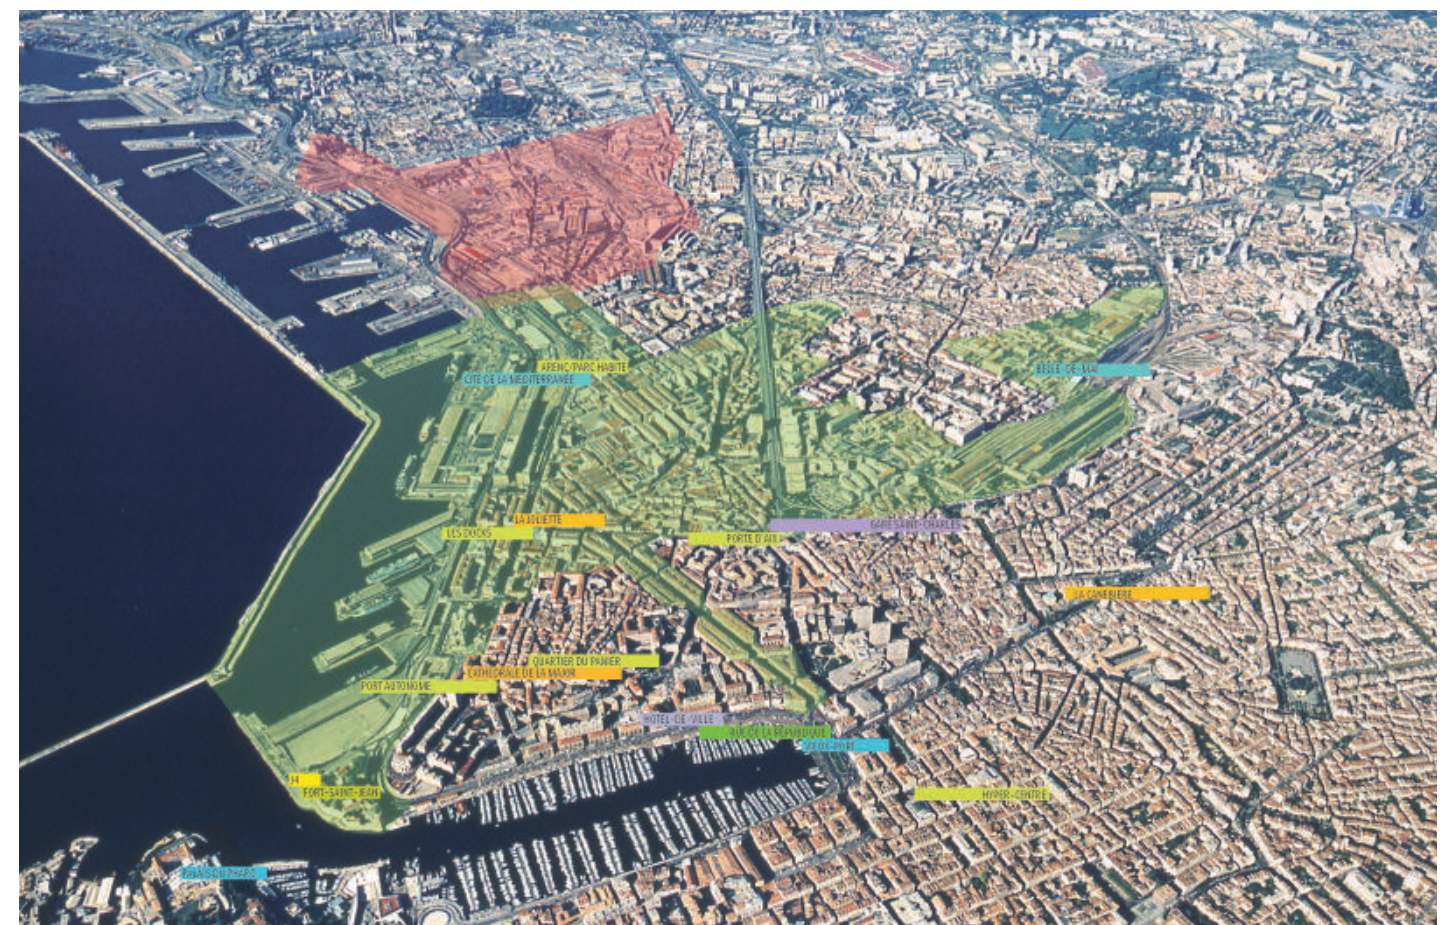 ARENC/PARC HABITÉ
CITÉ DE LA MÉDITERRANÉE
BELLE-DE-MAI
LA JOLIETTE
LES DOCKS
GARE SAINT-CHARLES
PORTE D'AIX
LA CANEBIÈRE
QUARTIER DU PANIER
CATHÉDRALE DE LA MAJOR
PORT AUTONOME
HÔTEL-DE-VILLE
RUE DE LA RÉPUBLIQUE
VIEUX-PORT
J4
FORT-SAINT-JEAN
HYPER-CENTRE
PALAIS DU PHARO